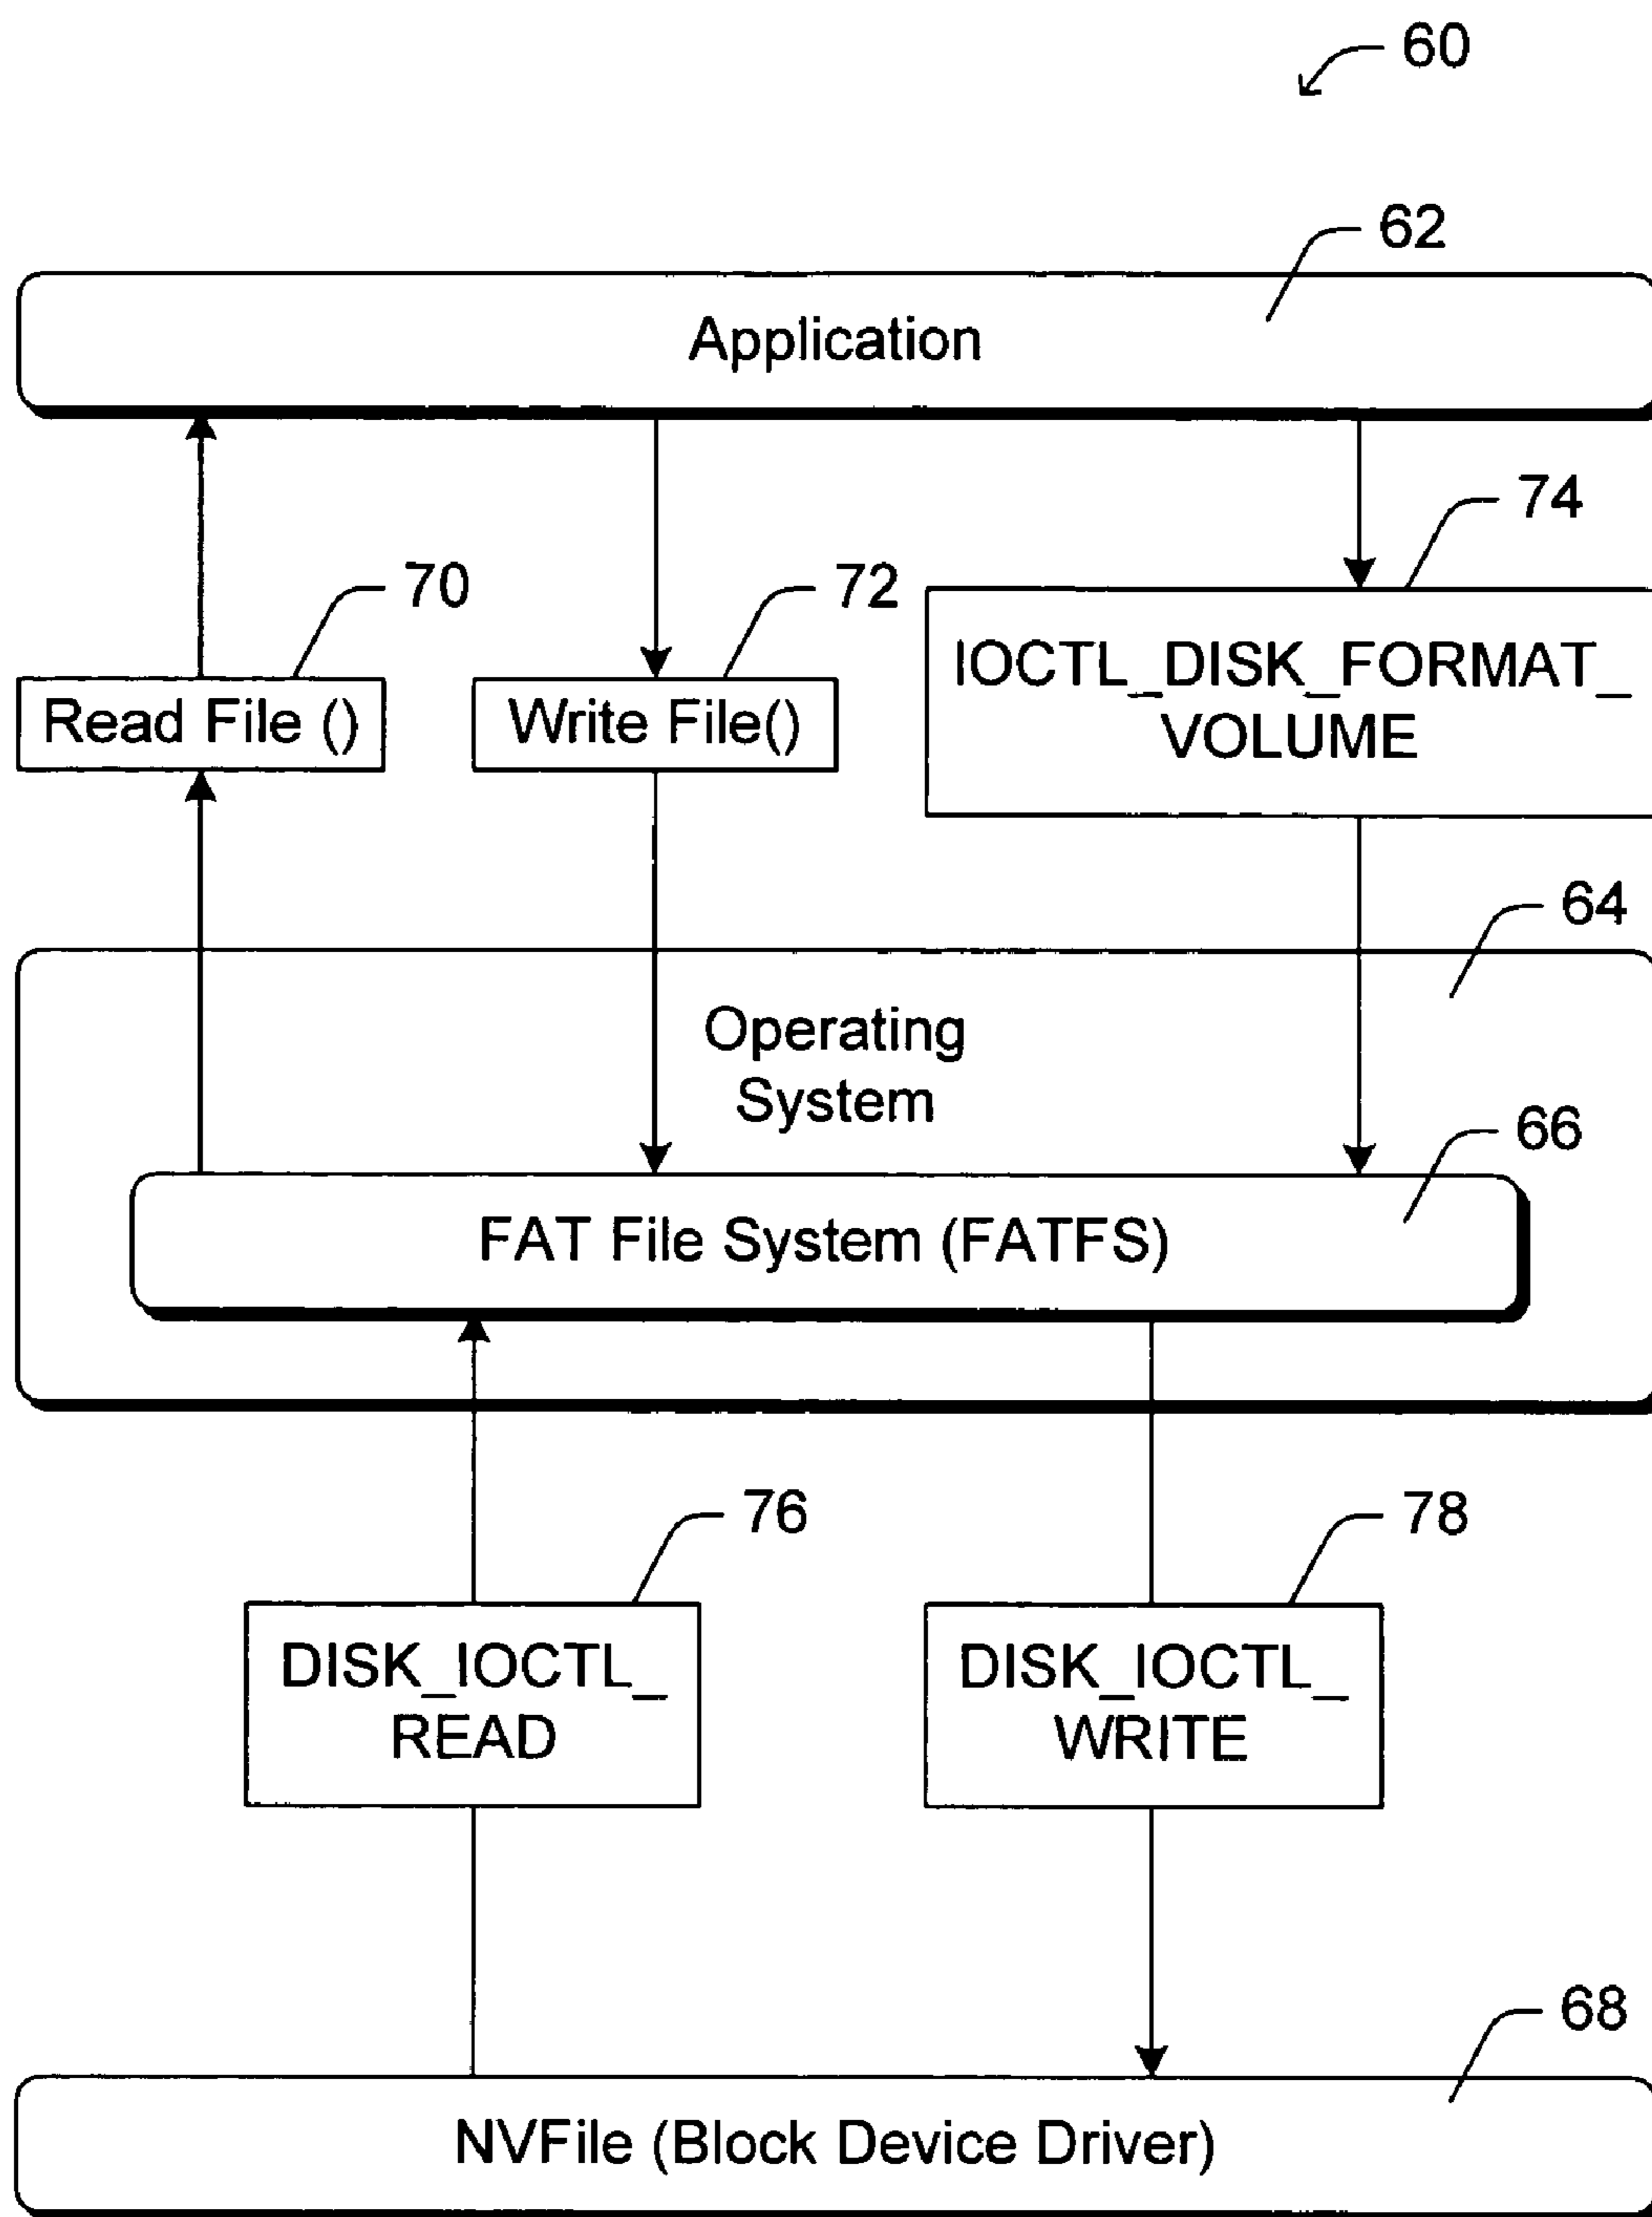 60
62
Application
74
70
72
IOCTL_DISK_FORMAT_
VOLUME
Read File ()
Write File()
64
Operating
System
66
FAT File System (FATFS)
76
78
DISK_IOCTL_
READ
DISK_IOCTL_
WRITE
68
NVFile (Block Device Driver)